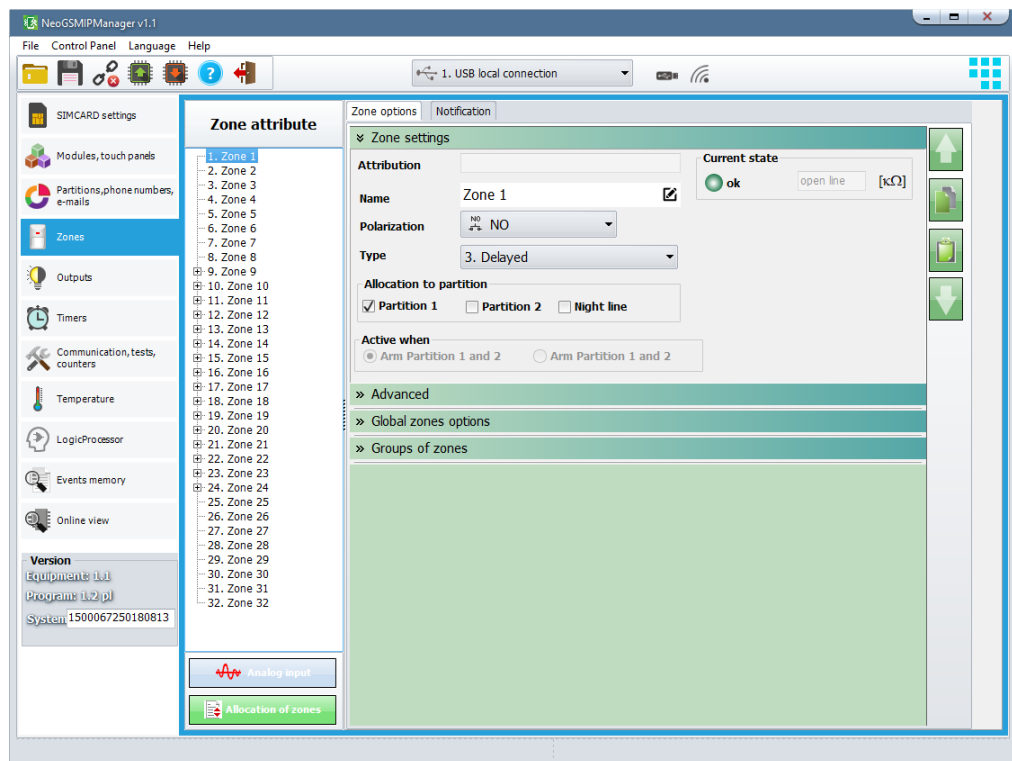 NeoGSMIPManager v1.1
File Control Panel Language Help
1. USB local connection
SIMCARD settings
Modules, touch panels
Partitions,phone numbers,
e-mails
Zones
Outputs
Timers
Communication, tests,
counters
Temperature
LogicProcessor
Events memory
Online view
Version
Equipment: 1.1
Program: 1.2 pl
System 1500067250180813
Zone attribute
1. Zone 1
2. Zone 2
3. Zone 3
4. Zone 4
5. Zone 5
6. Zone 6
7. Zone 7
8. Zone 8
9. Zone 9
10. Zone 10
11. Zone 11
12. Zone 12
13. Zone 13
14. Zone 14
15. Zone 15
16. Zone 16
17. Zone 17
18. Zone 18
19. Zone 19
20. Zone 20
21. Zone 21
22. Zone 22
23. Zone 23
24. Zone 24
25. Zone 25
26. Zone 26
27. Zone 27
28. Zone 28
29. Zone 29
30. Zone 30
31. Zone 31
32. Zone 32
Analog input
Allocation of zones
Zone options Notification
Zone settings
Attribution
Name Zone 1
Polarization NO NO
Type 3. Delayed
Current state
ok open line [κΩ]
Allocation to partition
Partition 1 Partition 2 Night line
Active when
Arm Partition 1 and 2 Arm Partition 1 and 2
Advanced
Global zones options
Groups of zones